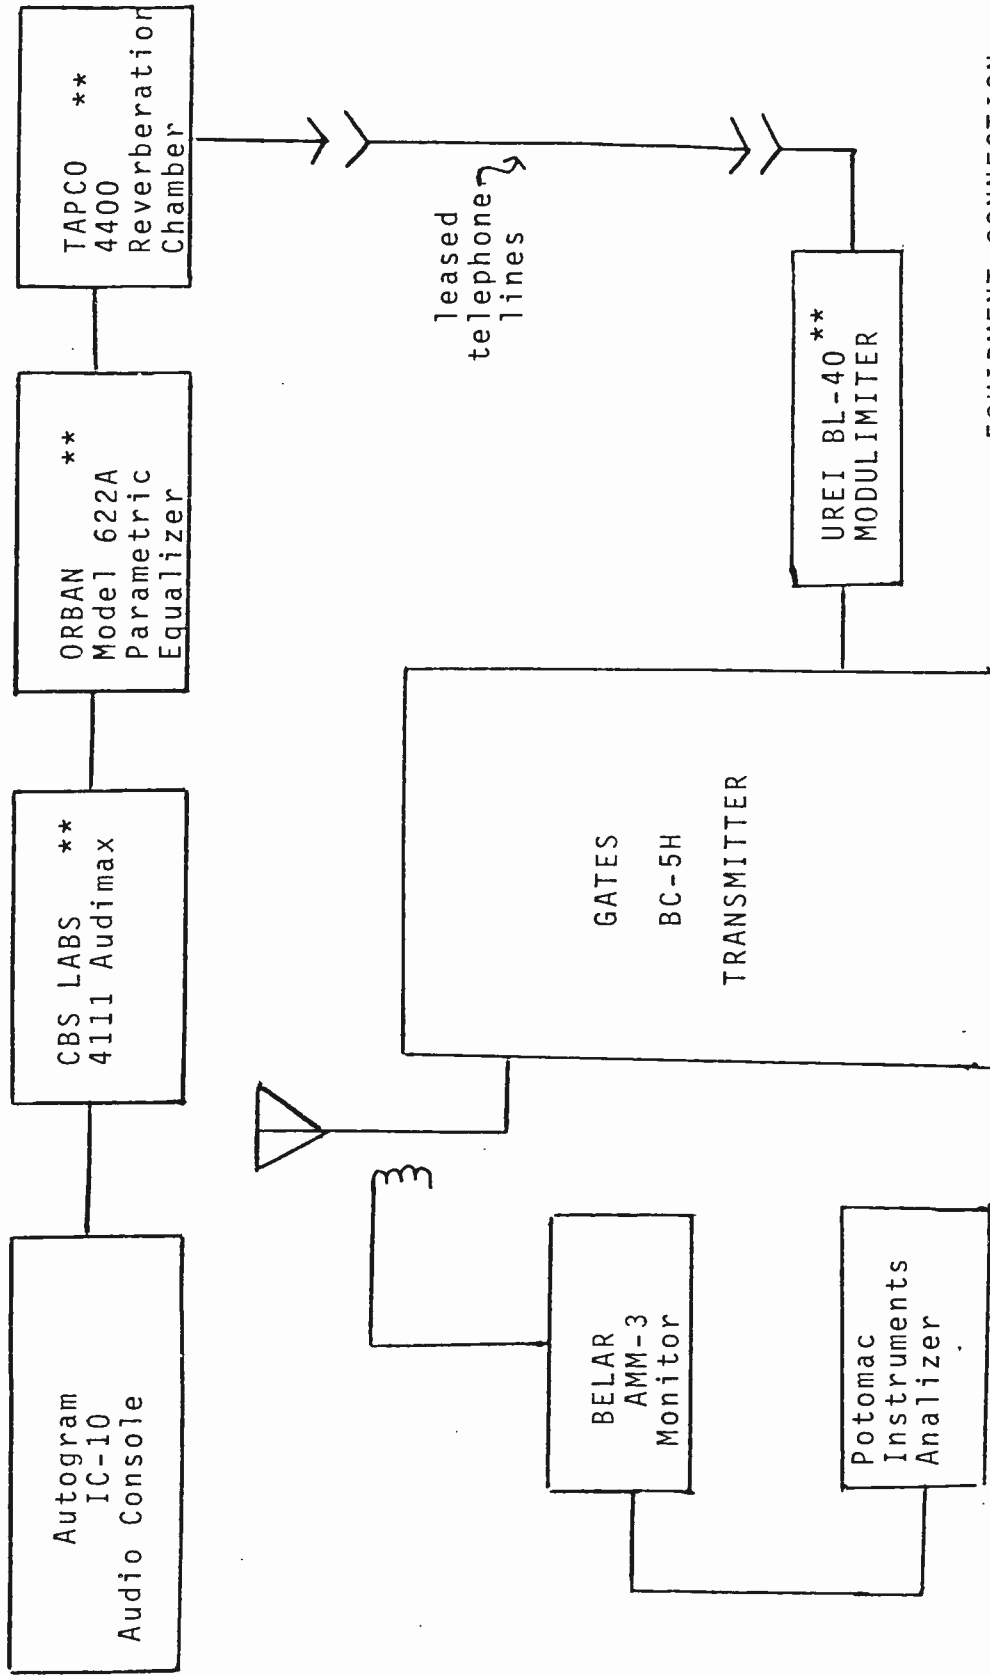 Autogram
IC-10
Audio Console
CBS LABS **
4111 Audimax
ORBAN **
Model 622A
Parametric
Equalizer
TAPCO **
4400
Reverberation
Chamber
leased
telephone
lines
BELAR
AMM-3
Monitor
Potomac
Instruments
Analizer
GATES
BC-5H
TRANSMITTER
UREI BL-40 **
MODULIMITER